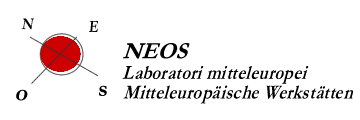 N E
O S
NEOS
Laboratori mitteleuropei
Mitteleuropäische Werkstätten